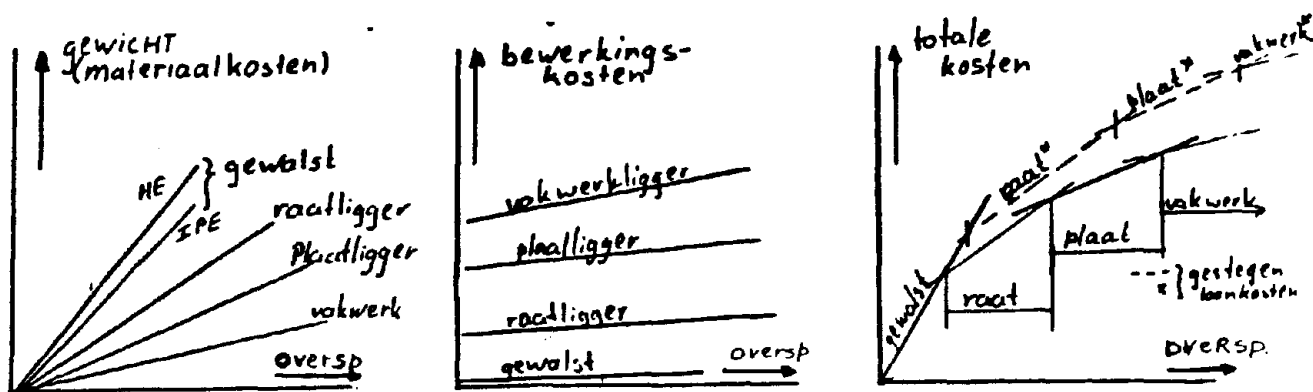 gewicHT
(materiaalkosten)
HE
} gewalst
IPE
raatligger
Plaatligger
vakwerk
oversp
bewerkings-
kosten
vakwerkligger
plaatligger
raatligger
gewalst
oversp
totale
kosten
gewalst
raat*
plaat*
vakwerk*
raat
plaat
vakwerk
--- } gestegen
* loonkosten
OVERSP.